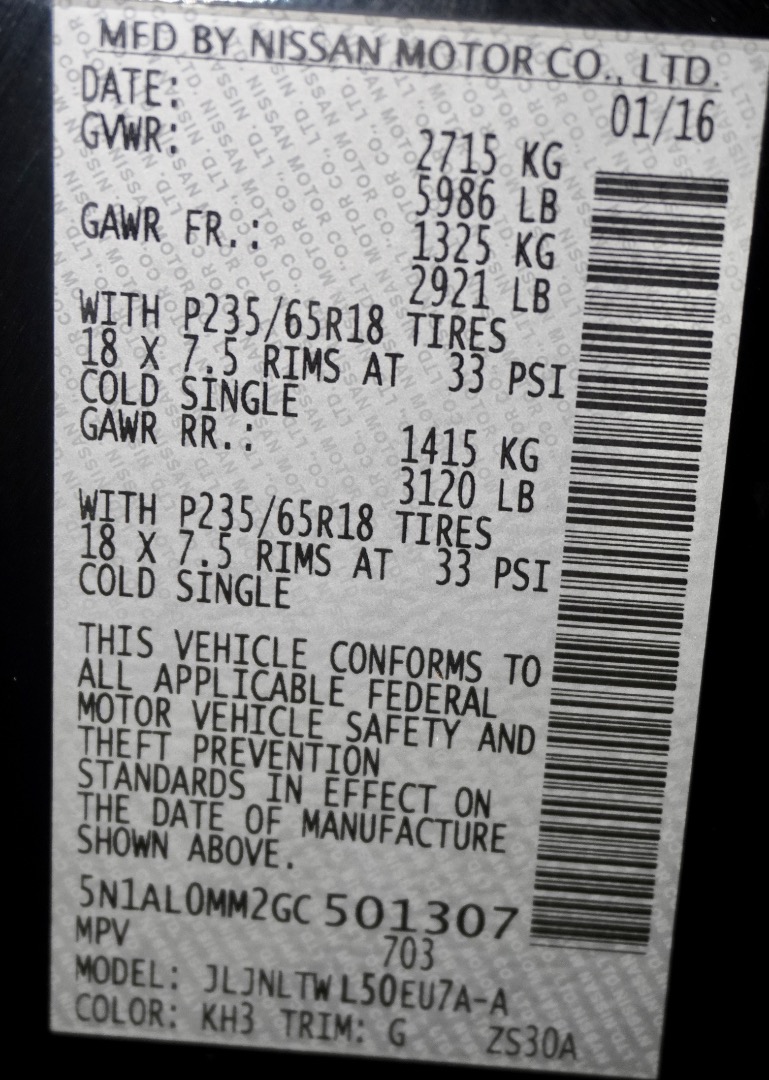 MFD BY NISSAN MOTOR CO., LTD.
DATE: 01/16
GVWR: 2715 KG
5986 LB
GAWR FR.: 1325 KG
2921 LB
WITH P235/65R18 TIRES
18 X 7.5 RIMS AT 33 PSI
COLD SINGLE
GAWR RR.: 1415 KG
3120 LB
WITH P235/65R18 TIRES
18 X 7.5 RIMS AT 33 PSI
COLD SINGLE
THIS VEHICLE CONFORMS TO
ALL APPLICABLE FEDERAL
MOTOR VEHICLE SAFETY AND
THEFT PREVENTION
STANDARDS IN EFFECT ON
THE DATE OF MANUFACTURE
SHOWN ABOVE.
5N1AL0MM2GC 501307
MPV 703
MODEL: JLJNLTW L50EU7A-A
COLOR: KH3 TRIM: G ZS30A